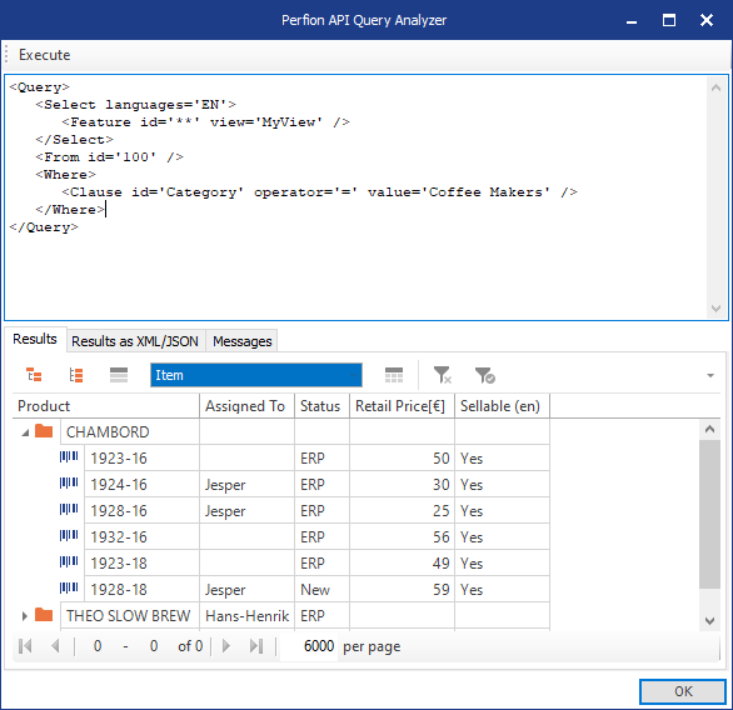 Perfion API Query Analyzer
Execute
<Query>
<Select languages='EN'>
<Feature id='**' view='MyView' />
</Select>
<From id='100' />
<Where>
<Clause id='Category' operator='=' value='Coffee Makers' />
</Where>
</Query>
Results Results as XML/JSON Messages
Item
Product Assigned To Status Retail Price[€] Sellable (en)
CHAMBORD
1923-16 ERP 50 Yes
1924-16 Jesper ERP 30 Yes
1928-16 Jesper ERP 25 Yes
1932-16 ERP 56 Yes
1923-18 ERP 49 Yes
1928-18 Jesper New 59 Yes
THEO SLOW BREW Hans-Henrik ERP
0 - 0 of 0 6000 per page
OK